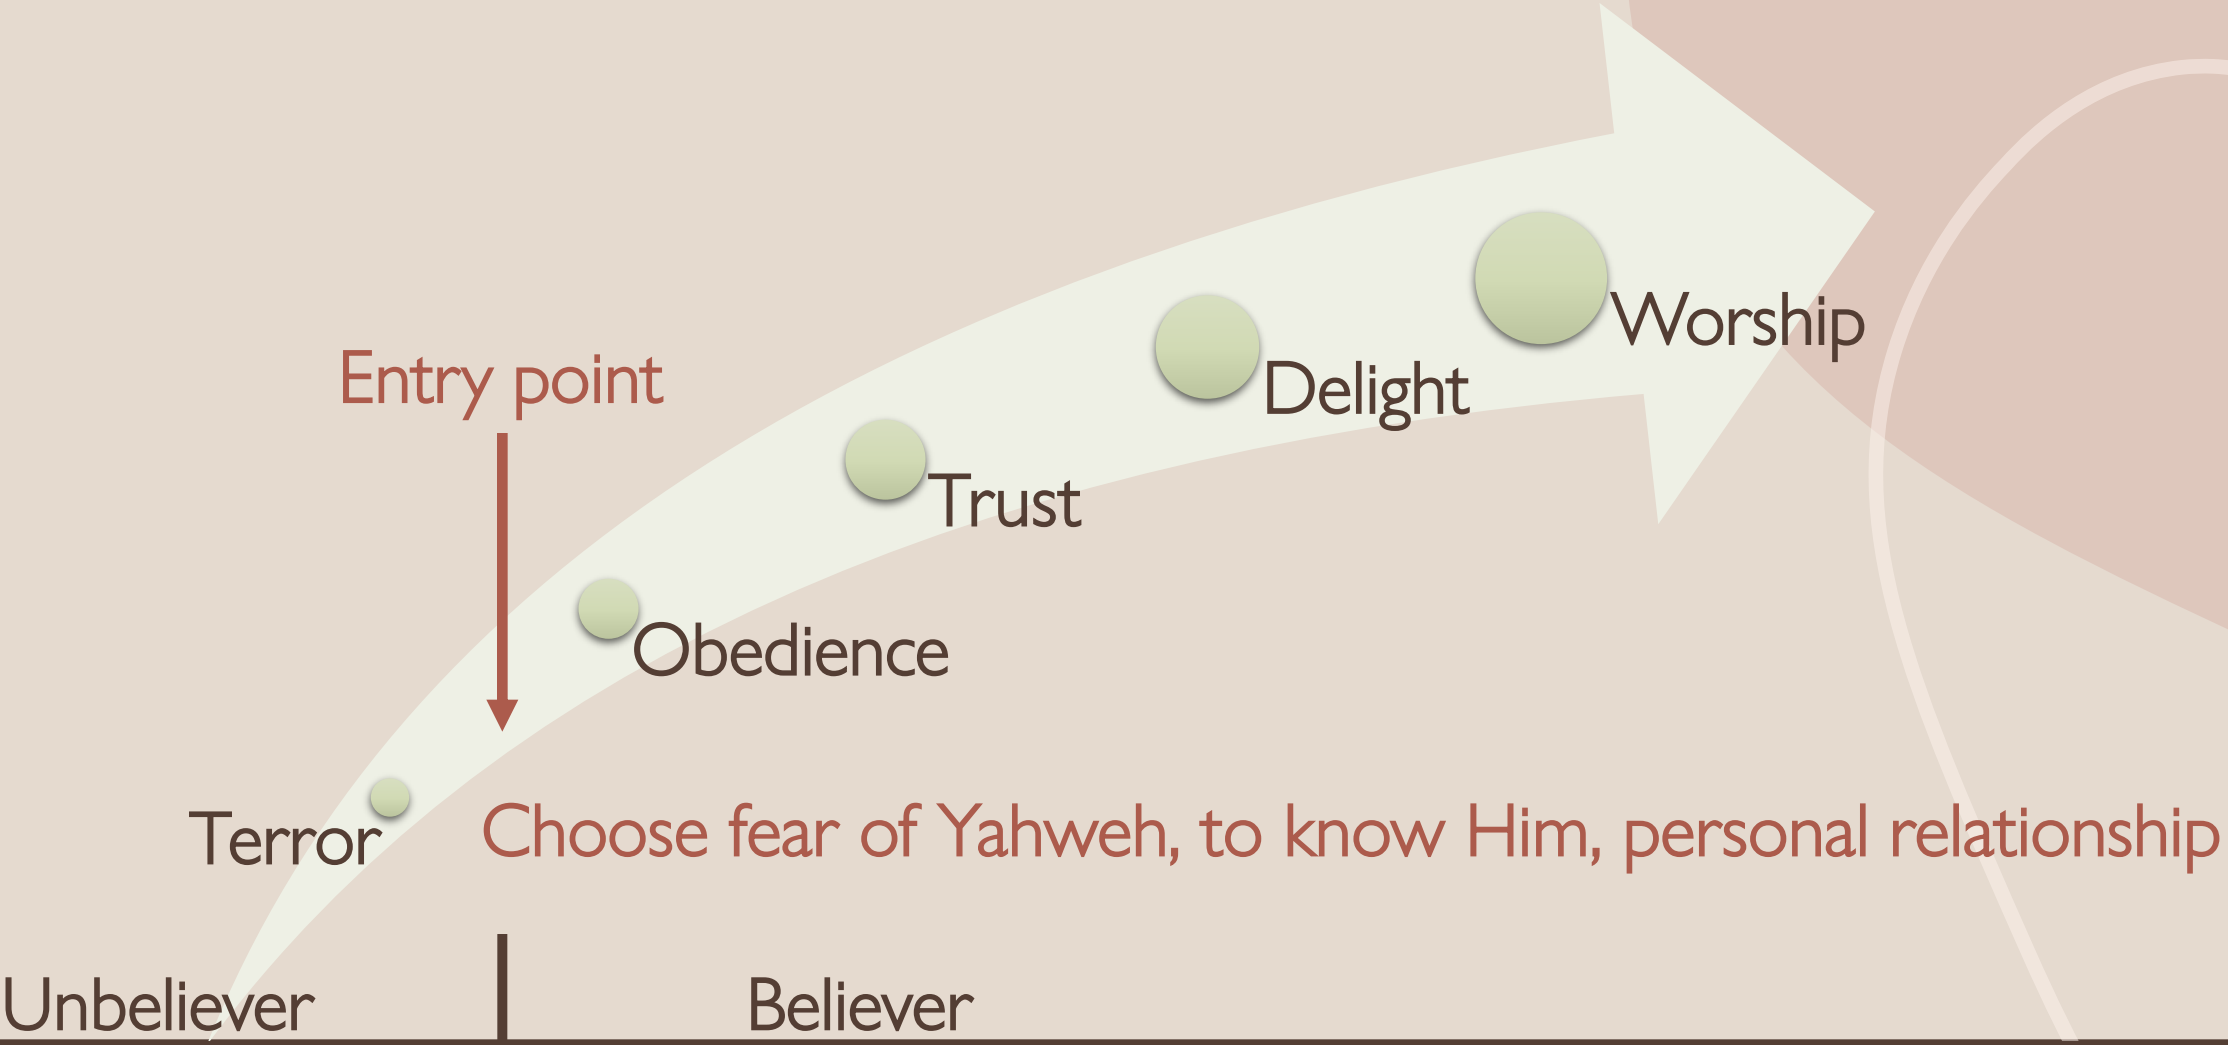 Worship
Delight
Entry point
Trust
Obedience
Terror
Choose fear of Yahweh, to know Him, personal relationship
Unbeliever
Believer